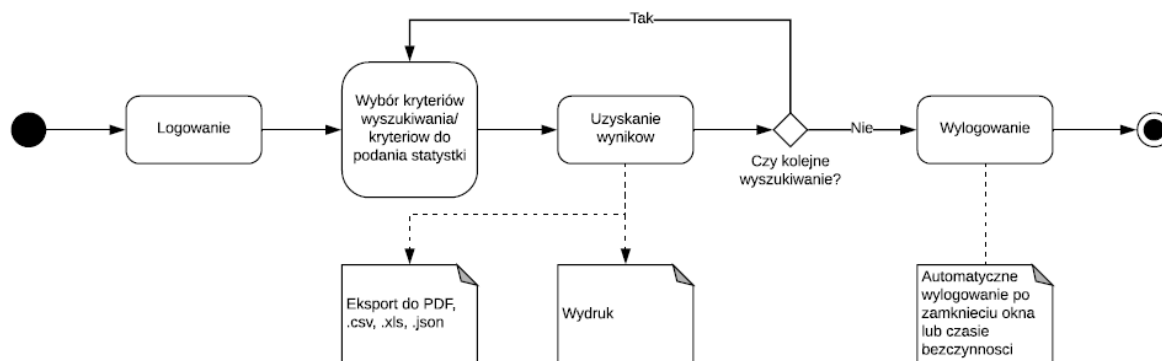 Tak
Logowanie
Wybór kryteriów
wyszukiwania/
kryteriow do
podania statystki
Uzyskanie
wynikow
Czy kolejne
wyszukiwanie?
Nie
Wylogowanie
Eksport do PDF,
.csv, .xls, .json
Wydruk
Automatyczne
wylogowanie po
zamknieciu okna
lub czasie
bezczynnosci